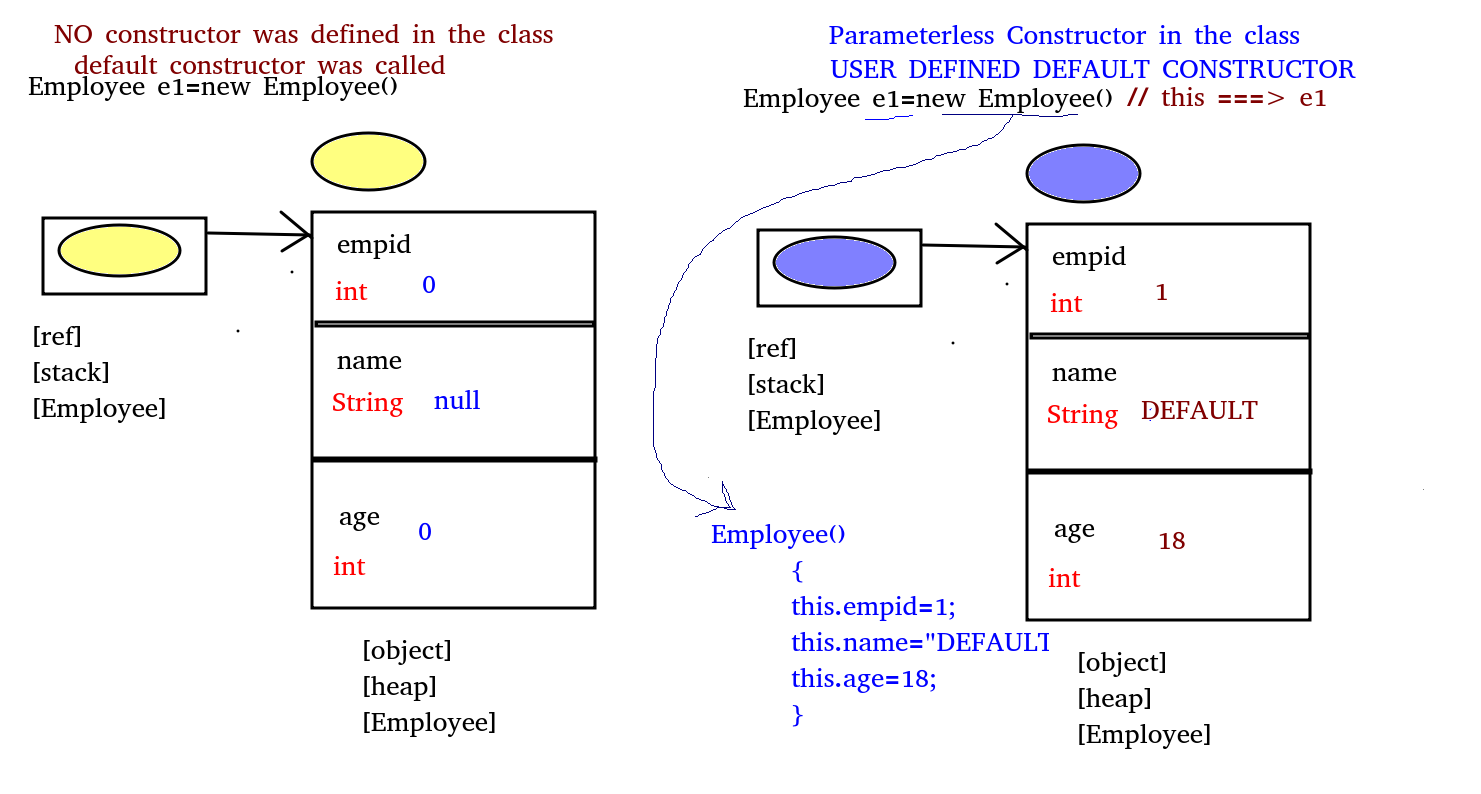 NO constructor was defined in the class
default constructor was called
Employee e1=new Employee()
empid
int 0
name
String null
age 0
int
[ref]
[stack]
[Employee]
[object]
[heap]
[Employee]
Parameterless Constructor in the class
USER DEFINED DEFAULT CONSTRUCTOR
Employee e1=new Employee() // this ===> e1
empid
int 1
name
String DEFAULT
age 18
int
[ref]
[stack]
[Employee]
Employee()
{
this.empid=1;
this.name="DEFAULT
this.age=18;
}
[object]
[heap]
[Employee]